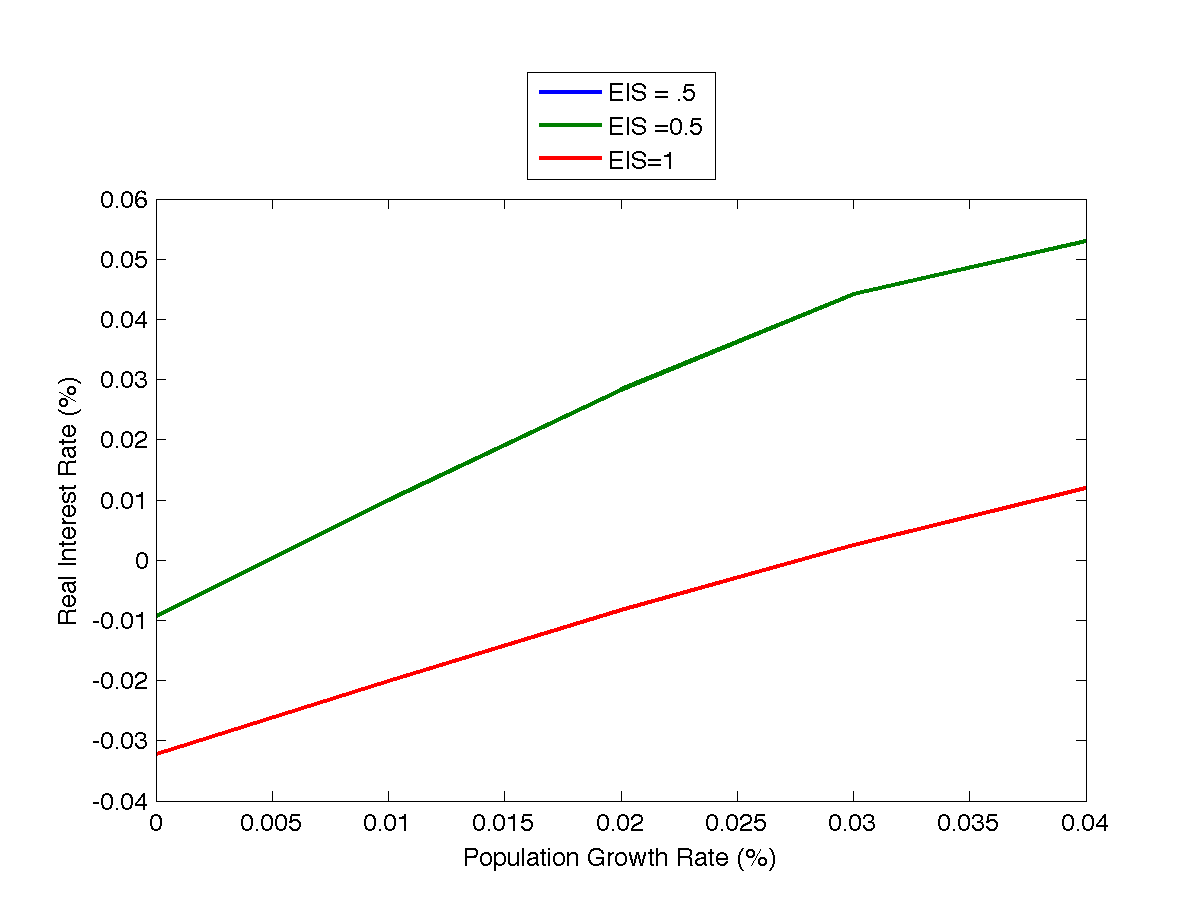 EIS = .5
EIS =0.5
EIS=1
0.06
0.05
0.04
0.03
0.02
0.01
0
-0.01
-0.02
-0.03
-0.04
Real Interest Rate (%)
0 0.005 0.01 0.015 0.02 0.025 0.03 0.035 0.04
Population Growth Rate (%)